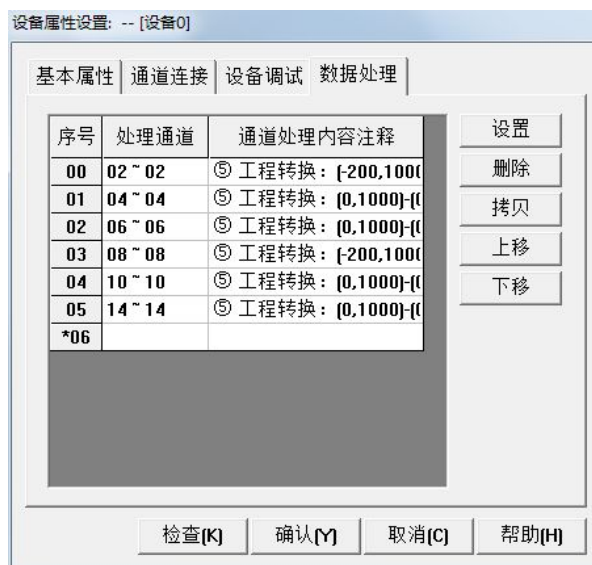 设备属性设置: -- [设备0]
基本属性 通道连接 设备调试 数据处理
序号 处理通道 通道处理内容注释
00 02~02 ⑤ 工程转换: (-200,1000
01 04~04 ⑤ 工程转换: (0,1000)-((
02 06~06 ⑤ 工程转换: (0,1000)-((
03 08~08 ⑤ 工程转换: (-200,1000
04 10~10 ⑤ 工程转换: (0,1000)-((
05 14~14 ⑤ 工程转换: (0,1000)-((
*06
设置
删除
拷贝
上移
下移
检查(K) 确认(Y) 取消(C) 帮助(H)